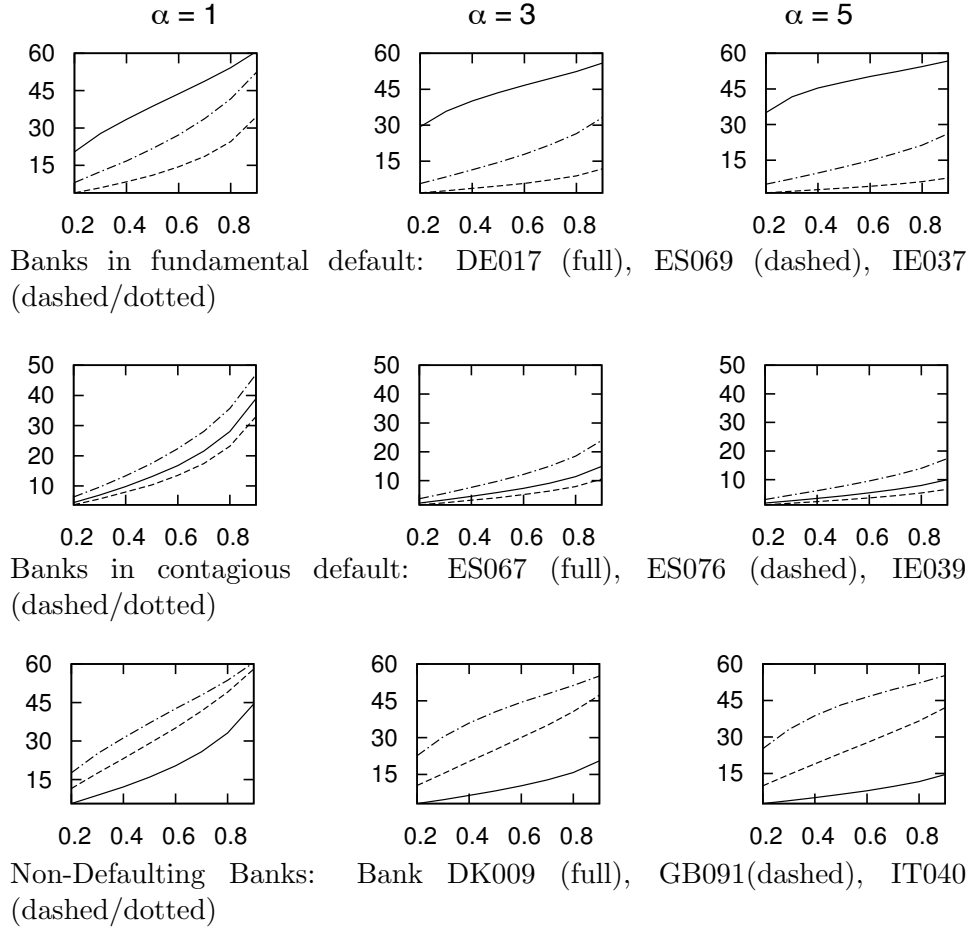 α = 1 α = 3 α = 5
60 60 60
45 45 45
30 30 30
15 15 15
0.2 0.4 0.6 0.8 0.2 0.4 0.6 0.8 0.2 0.4 0.6 0.8
Banks in fundamental default: DE017 (full), ES069 (dashed), IE037
(dashed/dotted)
50 50 50
40 40 40
30 30 30
20 20 20
10 10 10
0.2 0.4 0.6 0.8 0.2 0.4 0.6 0.8 0.2 0.4 0.6 0.8
Banks in contagious default: ES067 (full), ES076 (dashed), IE039
(dashed/dotted)
60 60 60
45 45 45
30 30 30
15 15 15
0.2 0.4 0.6 0.8 0.2 0.4 0.6 0.8 0.2 0.4 0.6 0.8
Non-Defaulting Banks: Bank DK009 (full), GB091(dashed), IT040
(dashed/dotted)